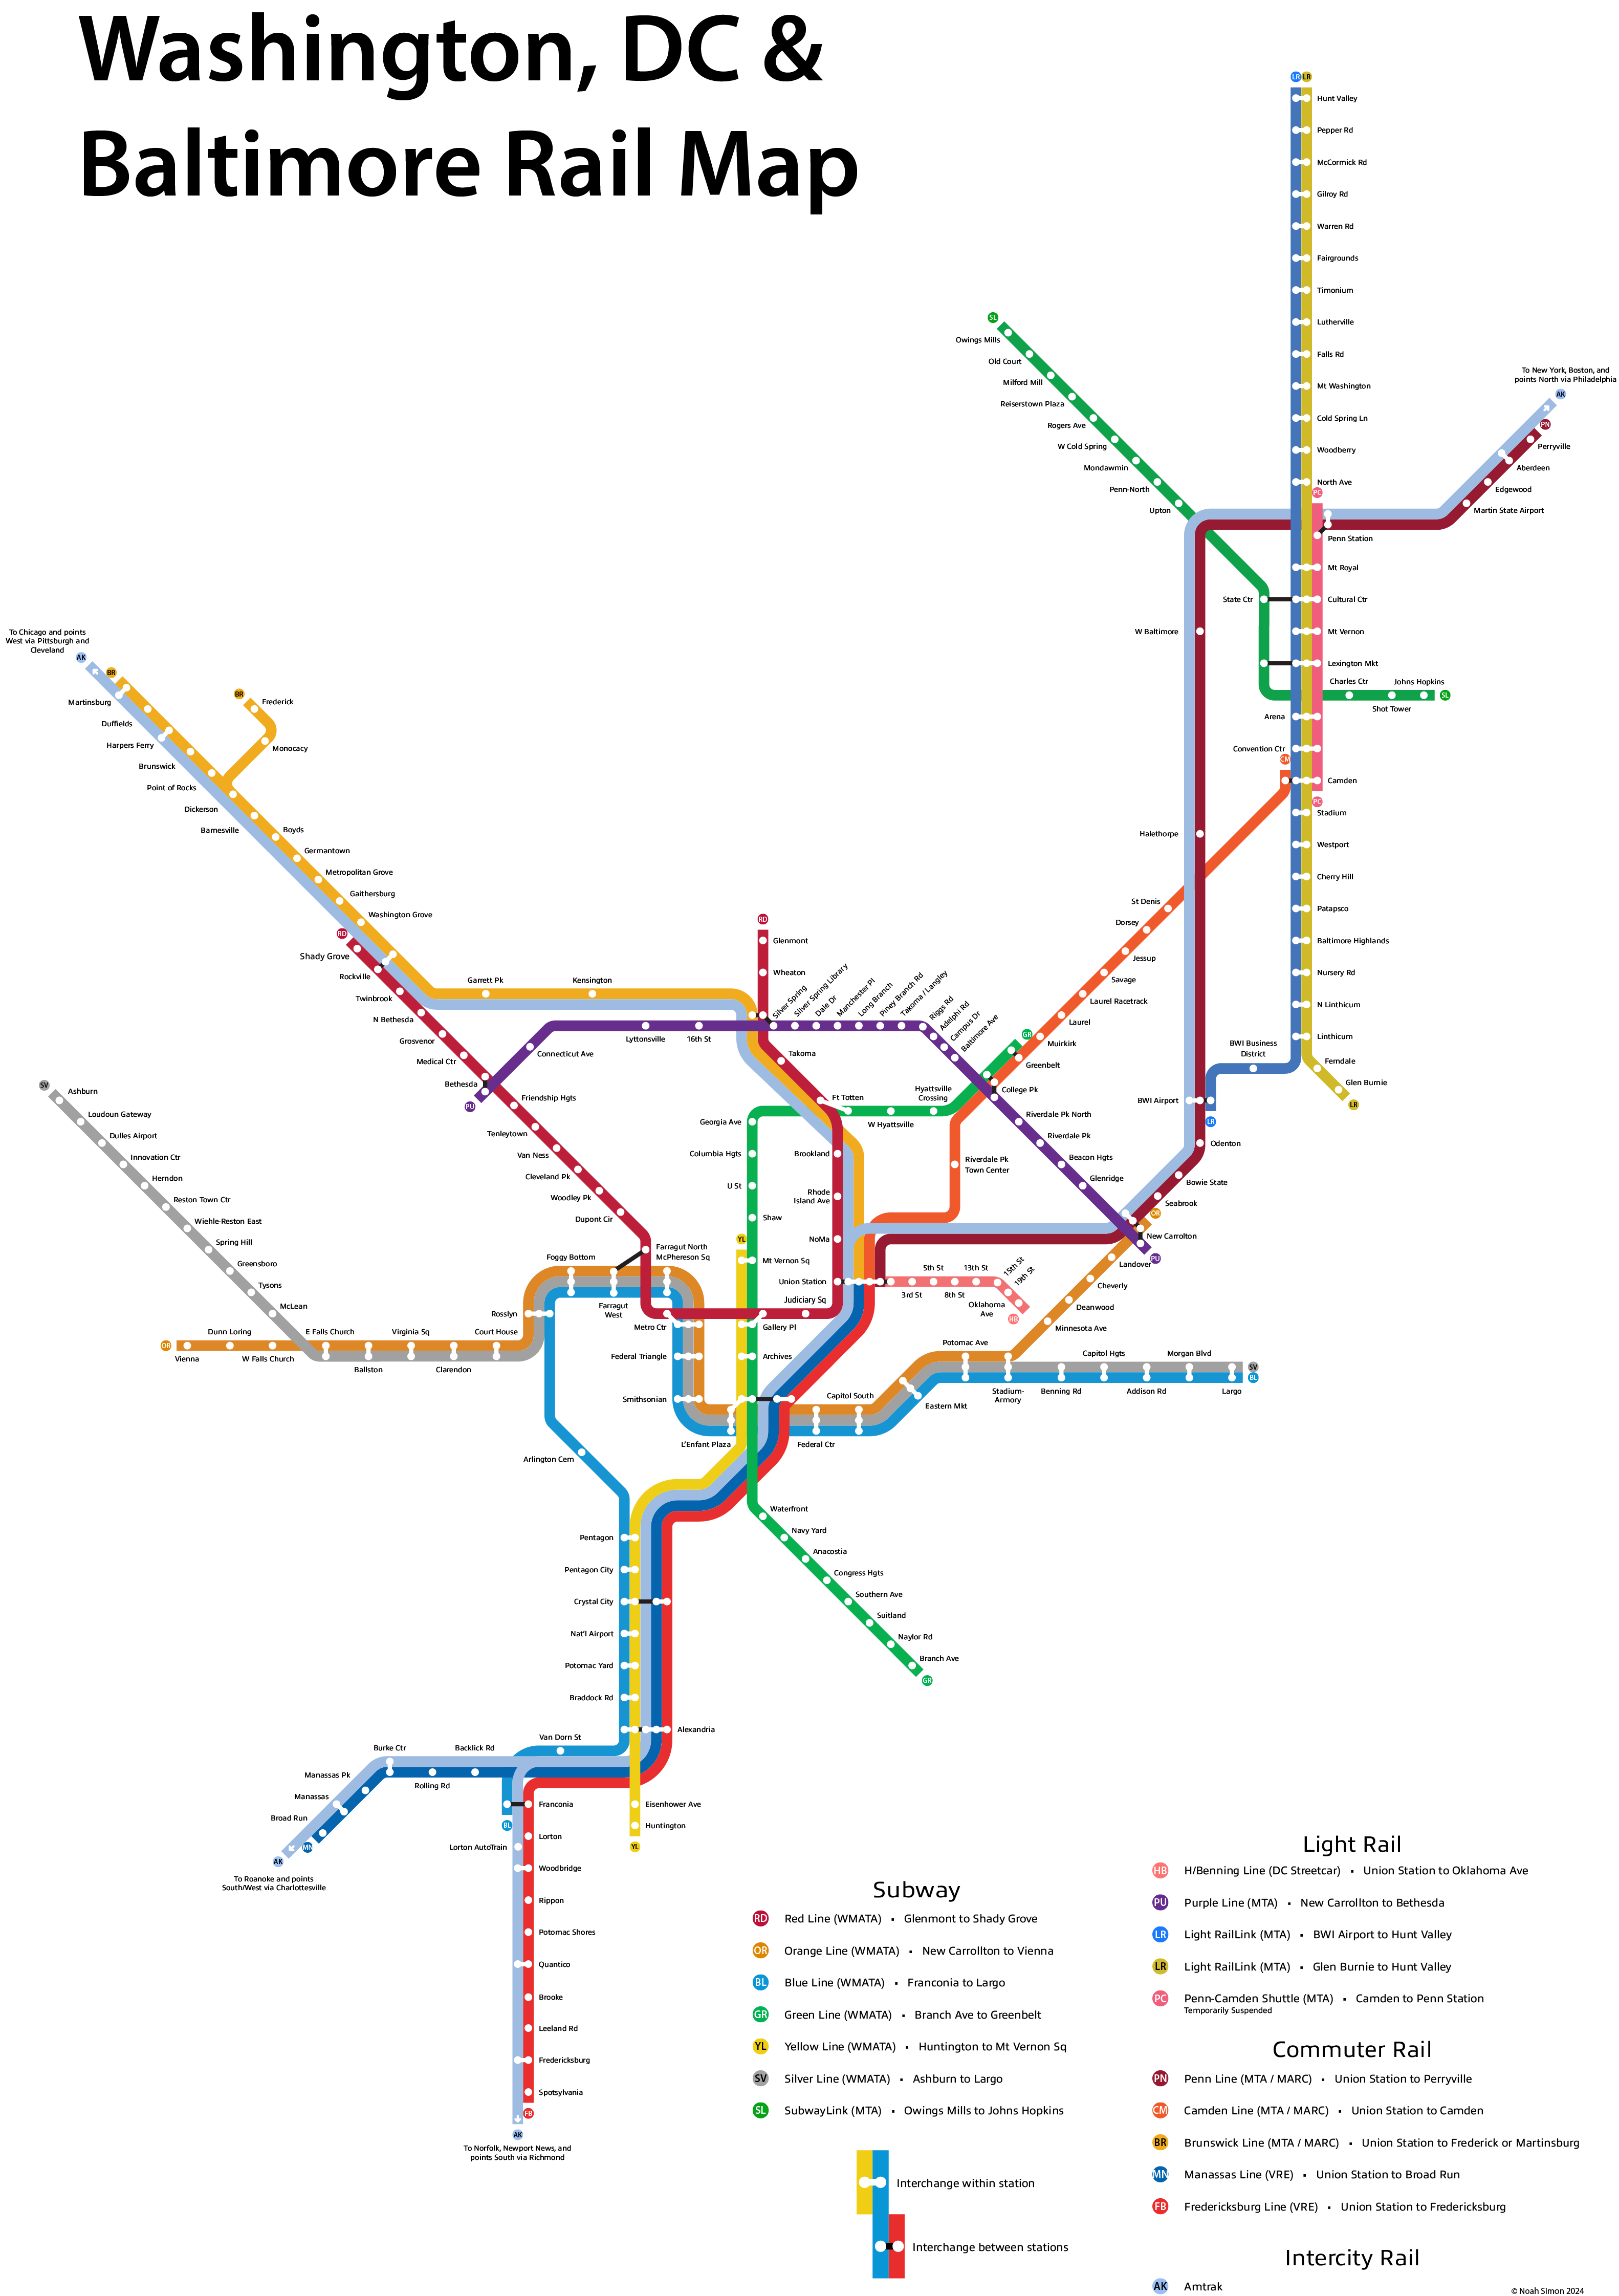 Washington, DC &
Baltimore Rail Map
LR
LR
Hunt Valley
Pepper Rd
McCormick Rd
Gilroy Rd
Warren Rd
Fairgrounds
Timonium
Lutherville
Falls Rd
Mt Washington
Cold Spring Ln
Woodberry
North Ave
PC
Penn Station
Mt Royal
Cultural Ctr
Mt Vernon
Lexington Mkt
Charles Ctr
Johns Hopkins
SL
Shot Tower
Arena
Convention Ctr
CM
Camden
PC
Stadium
Westport
Cherry Hill
Patapsco
Baltimore Highlands
Nursery Rd
N Linthicum
Linthicum
Ferndale
Glen Burnie
LR
BWI Business
District
BWI Airport
LR
SL
Owings Mills
Old Court
Milford Mill
Reiserstown Plaza
Rogers Ave
W Cold Spring
Mondawmin
Penn-North
Upton
State Ctr
To New York, Boston, and
points North via Philadelphia
AK
PN
Perryville
Aberdeen
Edgewood
Martin State Airport
W Baltimore
Halethorpe
Odenton
Bowie State
Seabrook
OR
New Carrolton
PU
Landover
Cheverly
Deanwood
Minnesota Ave
St Denis
Dorsey
Jessup
Savage
Laurel Racetrack
Laurel
Muirkirk
GR
Greenbelt
College Pk
Riverdale Pk North
Riverdale Pk
Beacon Hgts
Glenridge
Riverdale Pk
Town Center
To Chicago and points
West via Pittsburgh and
Cleveland
AK
BR
Martinsburg
Duffields
Harpers Ferry
Brunswick
Point of Rocks
Dickerson
Barnesville
BR
Frederick
Monocacy
Boyds
Germantown
Metropolitan Grove
Gaithersburg
Washington Grove
RD
Shady Grove
Rockville
Twinbrook
N Bethesda
Grosvenor
Medical Ctr
Bethesda
PU
Friendship Hgts
Tenleytown
Van Ness
Cleveland Pk
Woodley Pk
Dupont Cir
Farragut North
McPhereson Sq
Garrett Pk
Kensington
RD
Glenmont
Wheaton
Silver Spring
Silver Spring Library
Dale Dr
Manchester Pl
Long Branch
Piney Branch Rd
Takoma / Langley
Riggs Rd
Adelphi Rd
Campus Dr
Baltimore Ave
Connecticut Ave
Lyttonsville
16th St
Takoma
Ft Totten
W Hyattsville
Hyattsville
Crossing
Georgia Ave
Columbia Hgts
U St
Shaw
YL
Mt Vernon Sq
Brookland
Rhode
Island Ave
NoMa
Union Station
Judiciary Sq
Gallery Pl
Archives
3rd St
5th St
8th St
13th St
15th St
19th St
Oklahoma
Ave
HR
SV
Ashburn
Loudoun Gateway
Dulles Airport
Innovation Ctr
Herndon
Reston Town Ctr
Wiehle-Reston East
Spring Hill
Greensboro
Tysons
McLean
OR
Vienna
Dunn Loring
W Falls Church
E Falls Church
Ballston
Virginia Sq
Clarendon
Court House
Rosslyn
Foggy Bottom
Farragut
West
Metro Ctr
Federal Triangle
Smithsonian
L'Enfant Plaza
Federal Ctr
Capitol South
Eastern Mkt
Potomac Ave
Stadium-
Armory
Benning Rd
Capitol Hgts
Addison Rd
Morgan Blvd
Largo
SV
BL
Arlington Cem
Pentagon
Pentagon City
Crystal City
Nat'l Airport
Potomac Yard
Braddock Rd
Alexandria
Waterfront
Navy Yard
Anacostia
Congress Hgts
Southern Ave
Suitland
Naylor Rd
Branch Ave
GR
Van Dorn St
Backlick Rd
Burke Ctr
Rolling Rd
Manassas Pk
Manassas
Broad Run
MN
AK
To Roanoke and points
South/West via Charlottesville
Eisenhower Ave
Huntington
YL
BL
Franconia
Lorton
Lorton AutoTrain
Woodbridge
Rippon
Potomac Shores
Quantico
Brooke
Leeland Rd
Fredericksburg
Spotsylvania
FB
AK
To Norfolk, Newport News, and
points South via Richmond
Subway
RD Red Line (WMATA) • Glenmont to Shady Grove
OR Orange Line (WMATA) • New Carrollton to Vienna
BL Blue Line (WMATA) • Franconia to Largo
GR Green Line (WMATA) • Branch Ave to Greenbelt
YL Yellow Line (WMATA) • Huntington to Mt Vernon Sq
SV Silver Line (WMATA) • Ashburn to Largo
SL SubwayLink (MTA) • Owings Mills to Johns Hopkins
Interchange within station
Interchange between stations
Light Rail
HB H/Benning Line (DC Streetcar) • Union Station to Oklahoma Ave
PU Purple Line (MTA) • New Carrollton to Bethesda
LR Light RailLink (MTA) • BWI Airport to Hunt Valley
LR Light RailLink (MTA) • Glen Burnie to Hunt Valley
PC Penn-Camden Shuttle (MTA) • Camden to Penn Station
Temporarily Suspended
Commuter Rail
PN Penn Line (MTA / MARC) • Union Station to Perryville
CM Camden Line (MTA / MARC) • Union Station to Camden
BR Brunswick Line (MTA / MARC) • Union Station to Frederick or Martinsburg
MN Manassas Line (VRE) • Union Station to Broad Run
FB Fredericksburg Line (VRE) • Union Station to Fredericksburg
Intercity Rail
AK Amtrak
© Noah Simon 2024